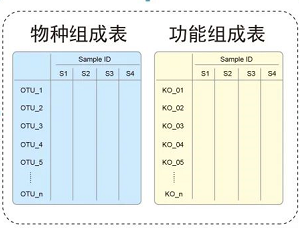 物种组成表
Sample ID
S1 S2 S3 S4
OTU_1
OTU_2
OTU_3
OTU_4
OTU_5
OTU_n
功能组成表
Sample ID
S1 S2 S3 S4
KO_01
KO_02
KO_03
KO_04
KO_05
KO_n